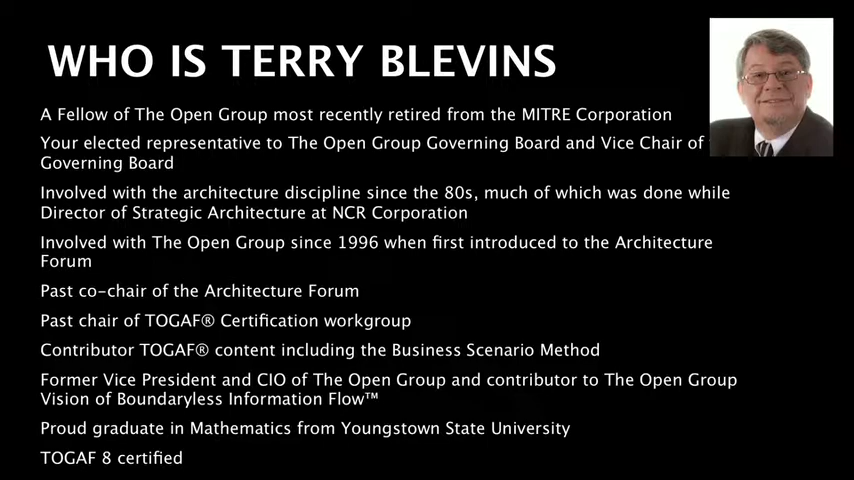 WHO IS TERRY BLEVINS
A Fellow of The Open Group most recently retired from the MITRE Corporation
Your elected representative to The Open Group Governing Board and Vice Chair of
Governing Board
Involved with the architecture discipline since the 80s, much of which was done while
Director of Strategic Architecture at NCR Corporation
Involved with The Open Group since 1996 when first introduced to the Architecture
Forum
Past co-chair of the Architecture Forum
Past chair of TOGAF® Certification workgroup
Contributor TOGAF® content including the Business Scenario Method
Former Vice President and CIO of The Open Group and contributor to The Open Group
Vision of Boundaryless Information Flow™
Proud graduate in Mathematics from Youngstown State University
TOGAF 8 certified